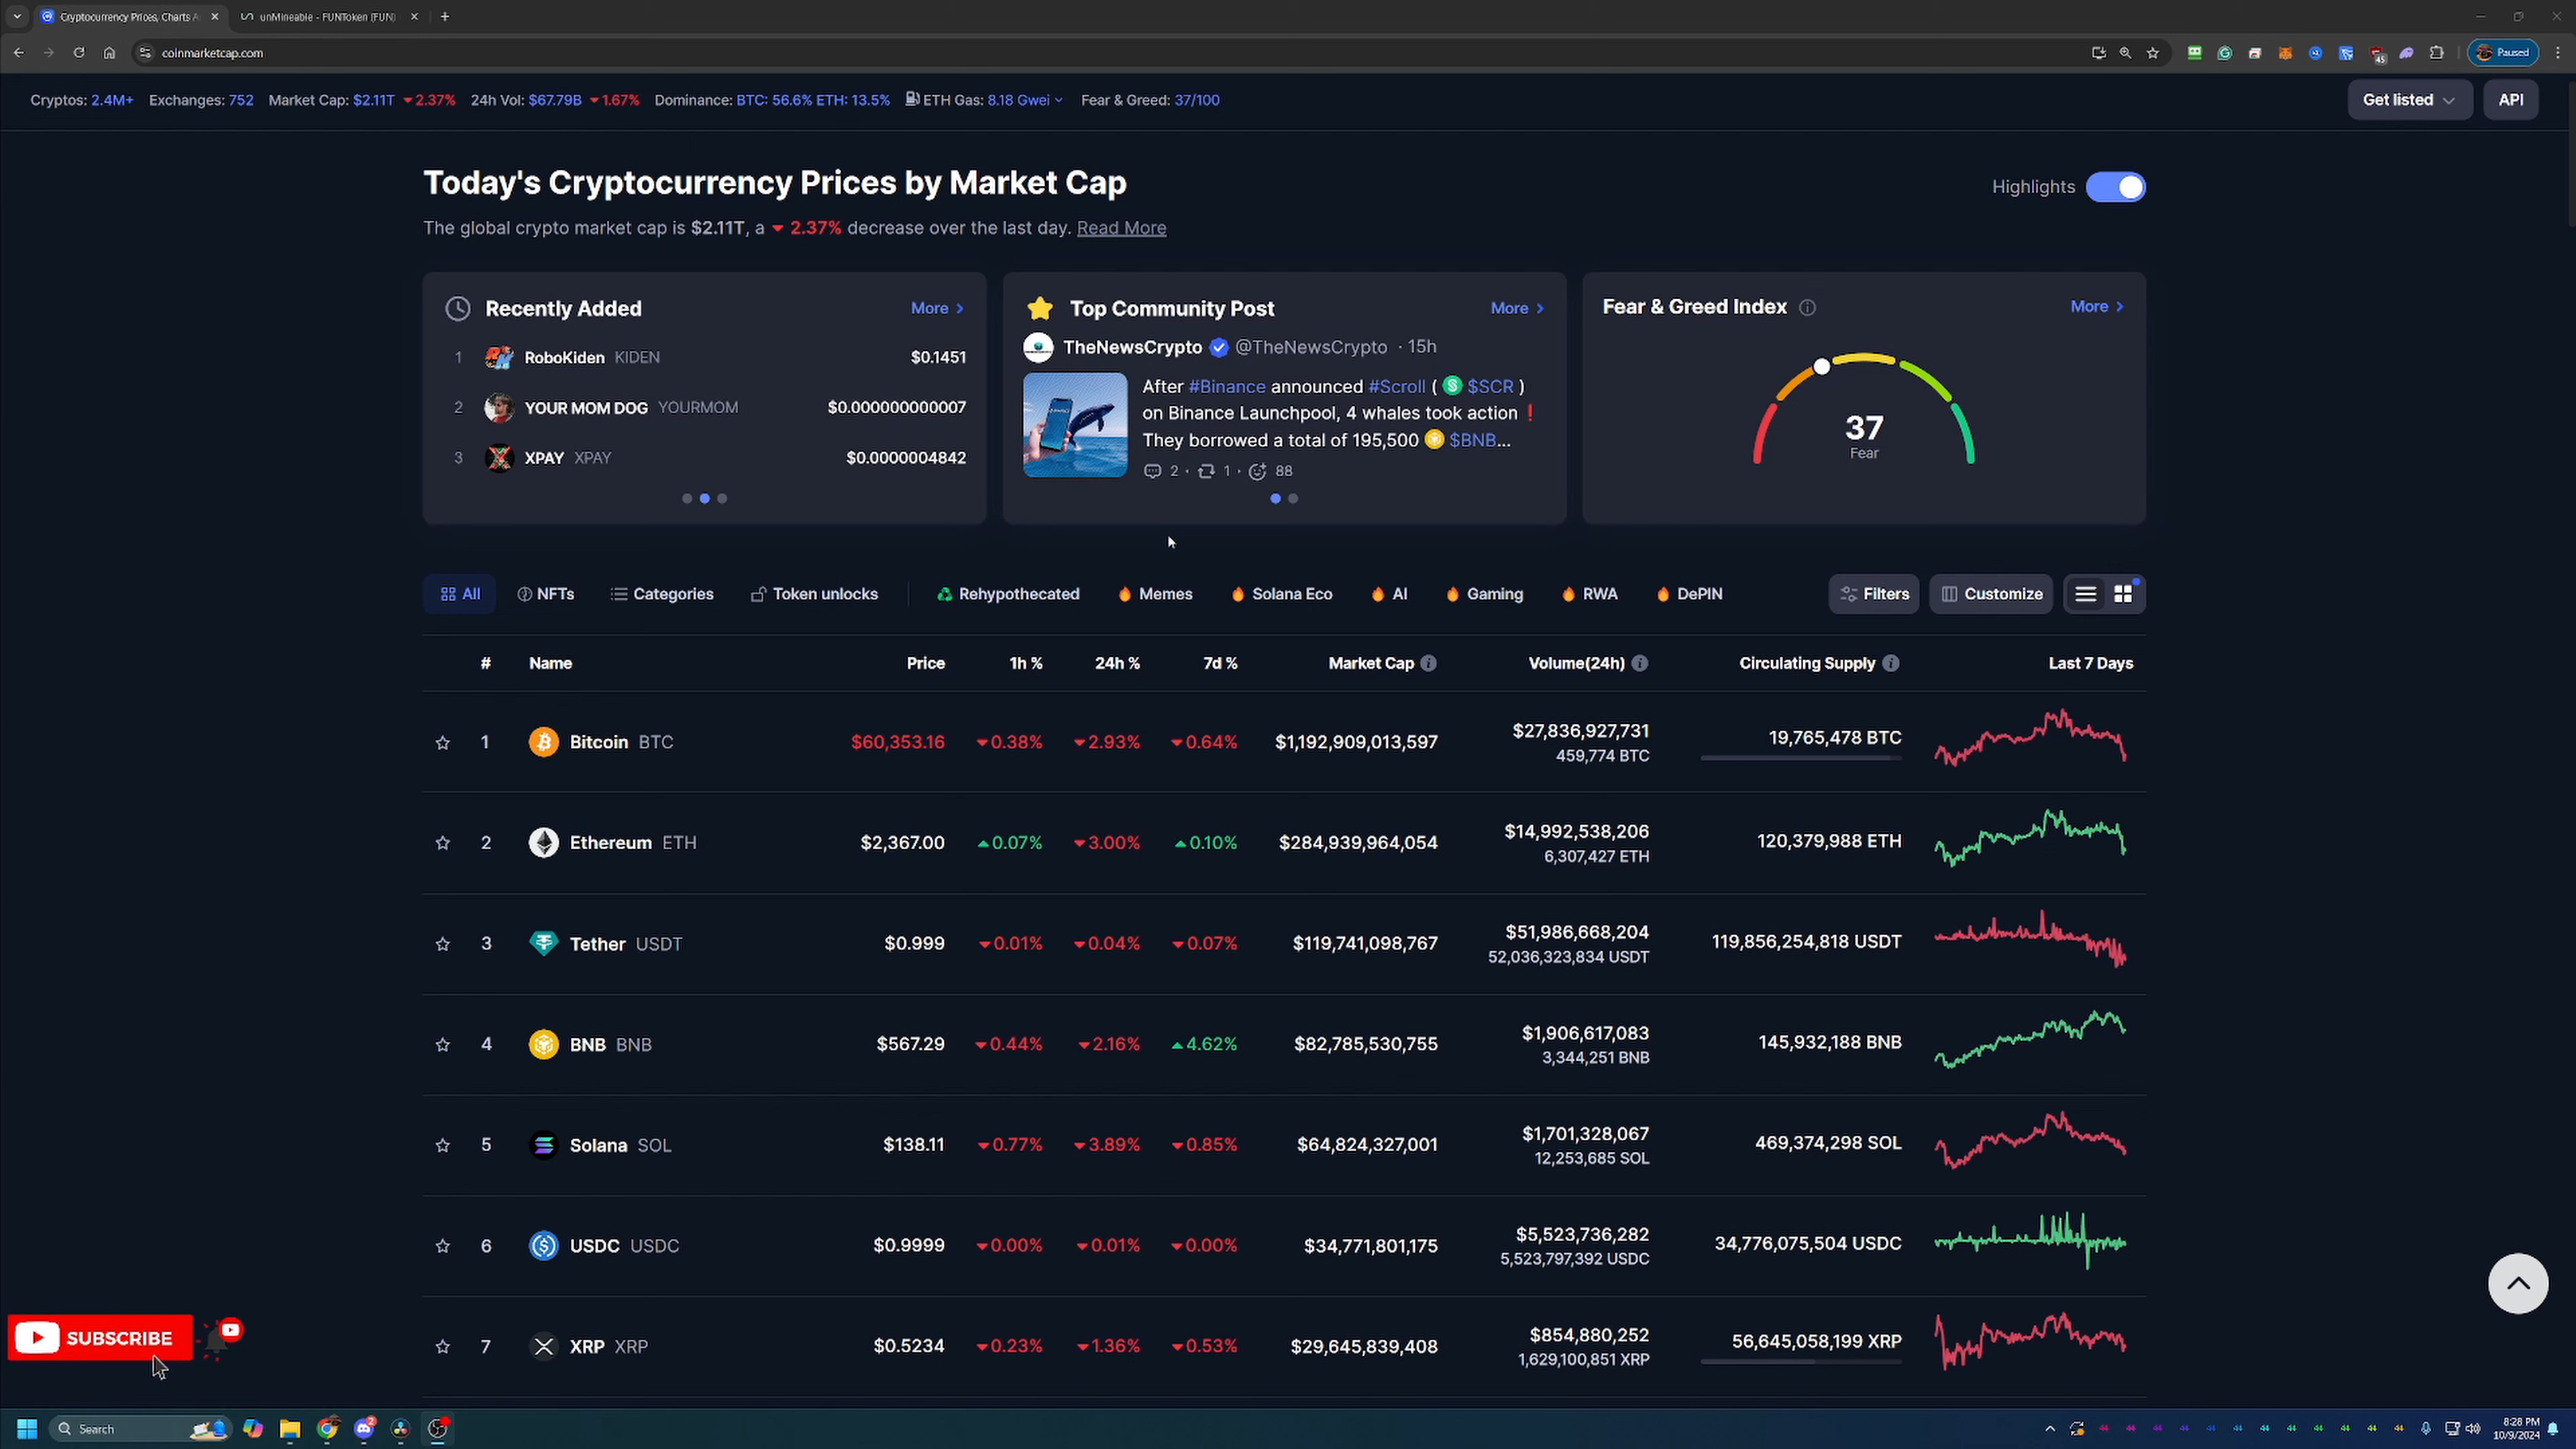 Cryptocurrency Prices, Charts A
unMineable - FUNToken (FUN)
coinmarketcap.com
45
Paused
Cryptos: 2.4M+ Exchanges: 752 Market Cap: $2.11T 2.37% 24h Vol: $67.79B 1.67% Dominance: BTC: 56.6% ETH: 13.5% ETH Gas: 8.18 Gwei Fear & Greed: 37/100
Get listed API
Today's Cryptocurrency Prices by Market Cap
Highlights
The global crypto market cap is $2.11T, a 2.37% decrease over the last day. Read More
Recently Added More >
1 RoboKiden KIDEN $0.1451
2 YOUR MOM DOG YOURMOM $0.000000000007
3 XPAY XPAY $0.0000004842
Top Community Post More >
TheNewsCrypto @TheNewsCrypto · 15h
After #Binance announced #Scroll ( $SCR )
on Binance Launchpool, 4 whales took action ❗
They borrowed a total of 195,500 $BNB...
2 · 1 · 88
Fear & Greed Index More >
37
Fear
All NFTs Categories Token unlocks Rehypothecated Memes Solana Eco AI Gaming RWA DePIN Filters Customize
# Name Price 1h % 24h % 7d % Market Cap Volume(24h) Circulating Supply Last 7 Days
1 Bitcoin BTC $60,353.16 0.38% 2.93% 0.64% $1,192,909,013,597 $27,836,927,731 19,765,478 BTC
459,774 BTC
2 Ethereum ETH $2,367.00 0.07% 3.00% 0.10% $284,939,964,054 $14,992,538,206 120,379,988 ETH
6,307,427 ETH
3 Tether USDT $0.999 0.01% 0.04% 0.07% $119,741,098,767 $51,986,668,204 119,856,254,818 USDT
52,036,323,834 USDT
4 BNB BNB $567.29 0.44% 2.16% 4.62% $82,785,530,755 $1,906,617,083 145,932,188 BNB
3,344,251 BNB
5 Solana SOL $138.11 0.77% 3.89% 0.85% $64,824,327,001 $1,701,328,067 469,374,298 SOL
12,253,685 SOL
6 USDC USDC $0.9999 0.00% 0.01% 0.00% $34,771,801,175 $5,523,736,282 34,776,075,504 USDC
5,523,797,392 USDC
7 XRP XRP $0.5234 0.23% 1.36% 0.53% $29,645,839,408 $854,880,252 56,645,058,199 XRP
1,629,100,851 XRP
SUBSCRIBE
Search
2
44 44 44 44 44 44 44 44 44 44 44 44
8:28 PM
10/9/2024